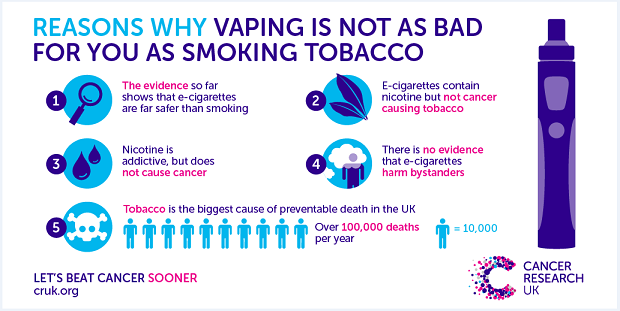 REASONS WHY VAPING IS NOT AS BAD
FOR YOU AS SMOKING TOBACCO
1
The evidence so far
shows that e-cigarettes
are far safer than smoking
2
E-cigarettes contain
nicotine but not cancer
causing tobacco
3
Nicotine is
addictive, but does
not cause cancer
4
There is no evidence
that e-cigarettes
harm bystanders
5
Tobacco is the biggest cause of preventable death in the UK
Over 100,000 deaths
per year
= 10,000
LET'S BEAT CANCER SOONER
cruk.org
CANCER
RESEARCH
UK